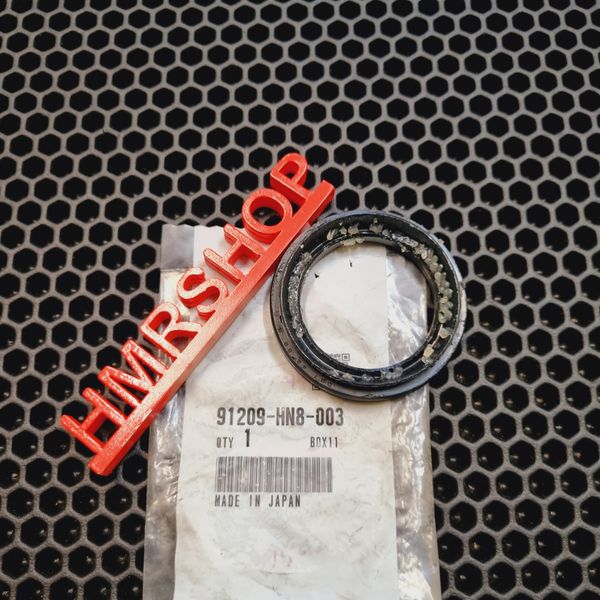 HMRSHOP
91209-HN8-003
QTY 1 BOX11
MADE IN JAPAN